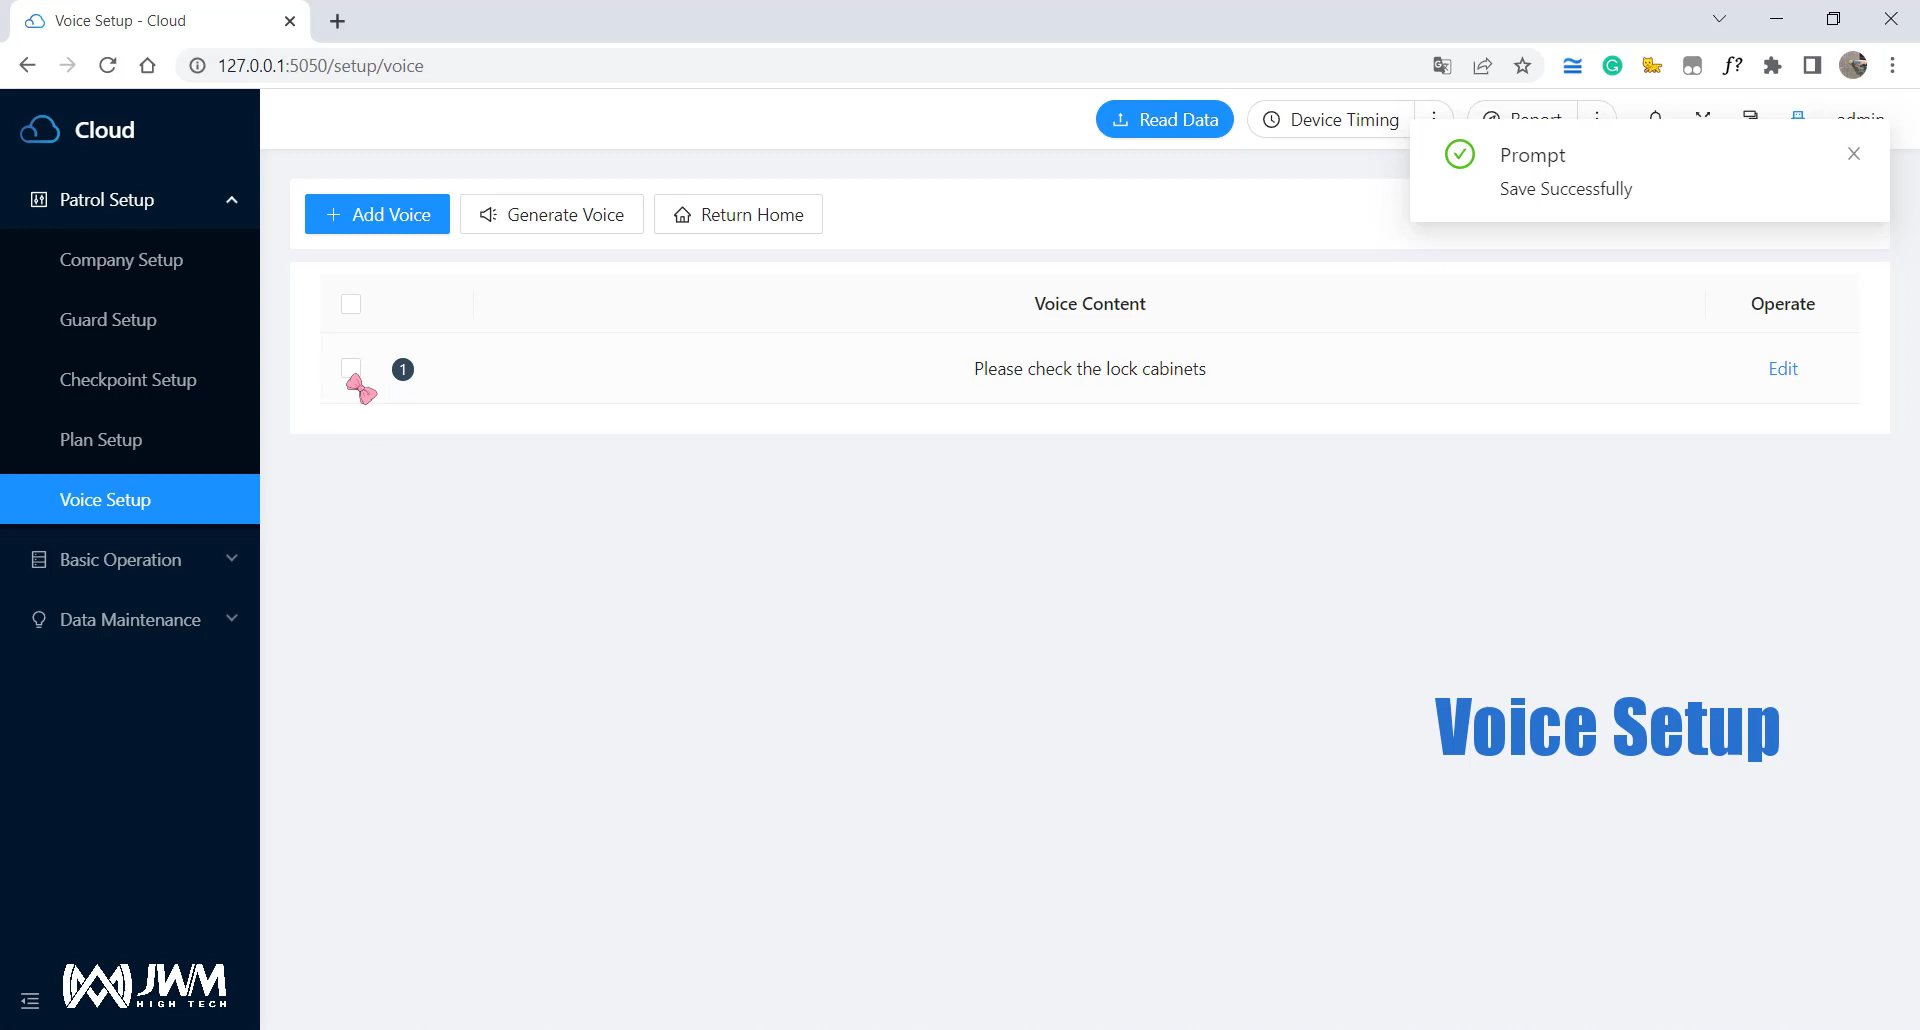 Voice Setup - Cloud
127.0.0.1:5050/setup/voice
f?
Cloud
Read Data
Device Timing
Report
admin
Prompt
Save Successfully
Patrol Setup
Company Setup
Guard Setup
Checkpoint Setup
Plan Setup
Voice Setup
Basic Operation
Data Maintenance
Add Voice
Generate Voice
Return Home
Voice Content
Operate
1
Please check the lock cabinets
Edit
Voice Setup
JWM
HIGH TECH